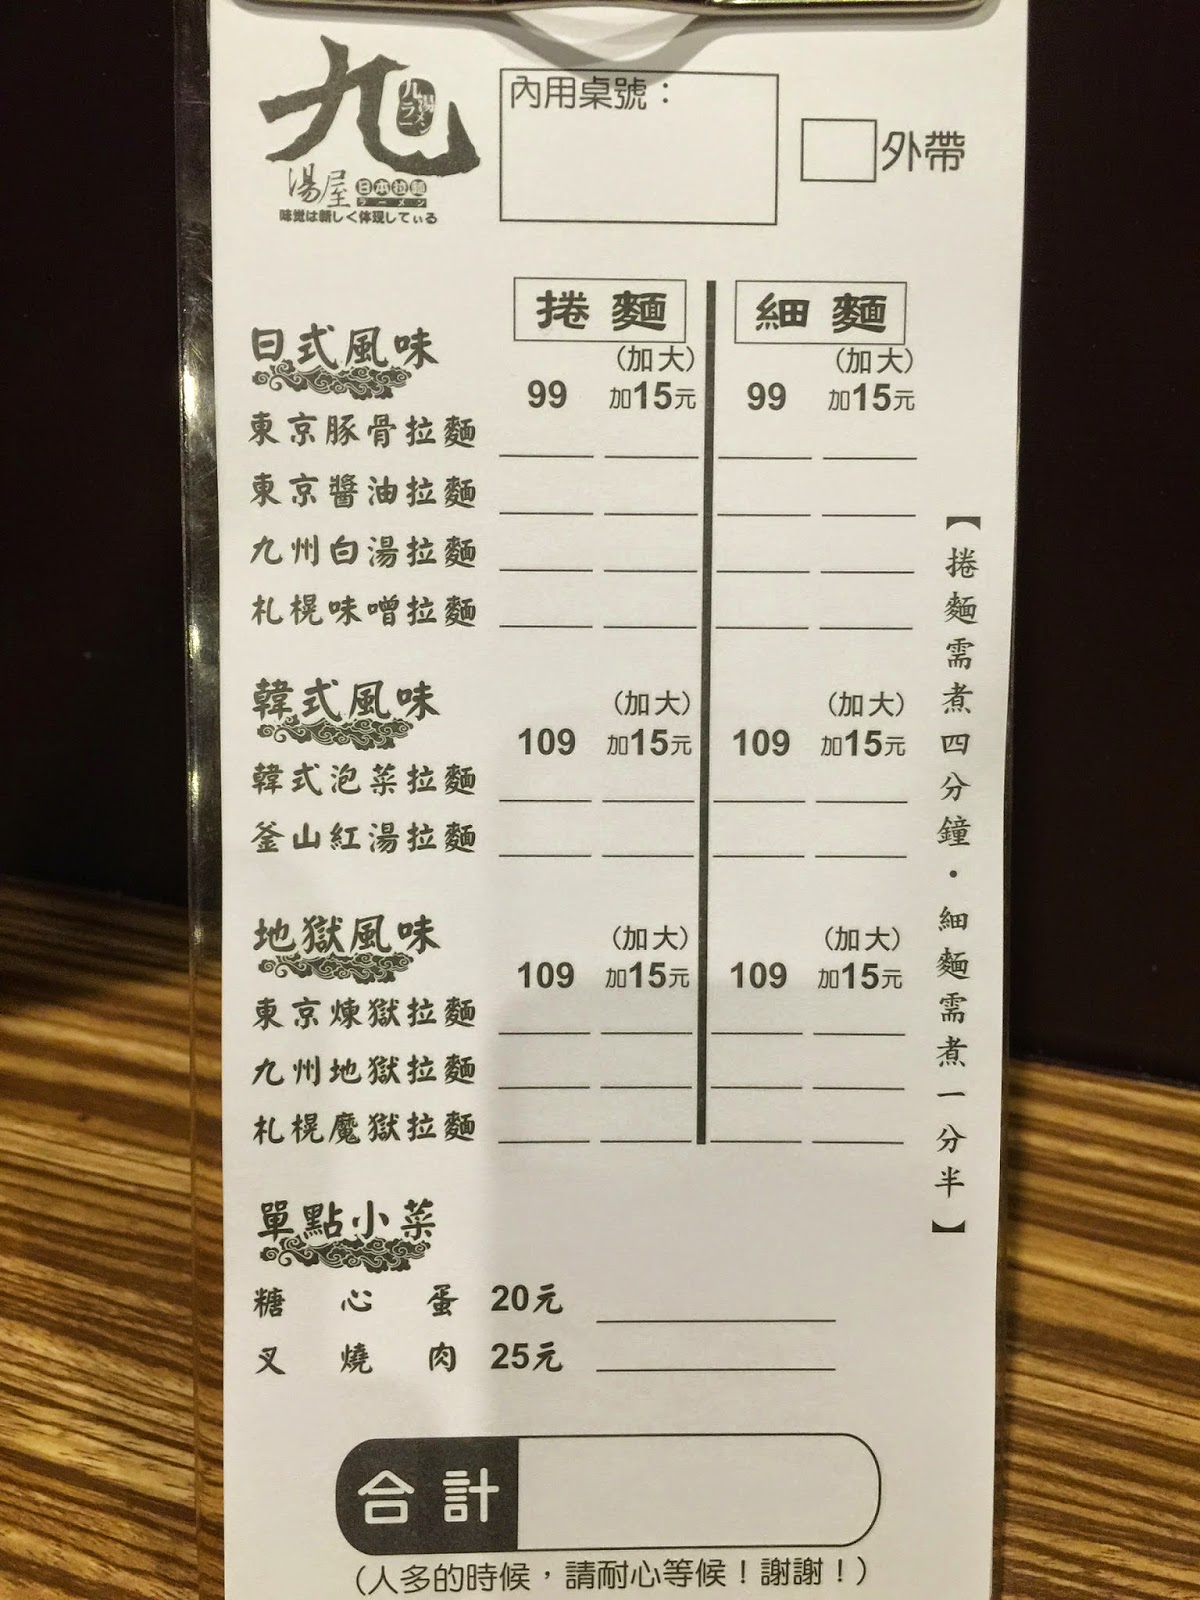 九
九湯
ラーメン
湯屋 日本拉麵
ラーメン
味覚は新しく体現してぃる
內用桌號：
外帶
捲麵 細麵
日式風味 (加大) (加大)
99 加15元 99 加15元
東京豚骨拉麵
東京醬油拉麵
九州白湯拉麵
札幌味噌拉麵
韓式風味 (加大) (加大)
109 加15元 109 加15元
韓式泡菜拉麵
釜山紅湯拉麵
地獄風味 (加大) (加大)
109 加15元 109 加15元
東京煉獄拉麵
九州地獄拉麵
札幌魔獄拉麵
【捲麵需煮四分鐘・細麵需煮一分半】
單點小菜
糖心蛋 20元
叉燒肉 25元
合計
(人多的時候，請耐心等候！謝謝！)